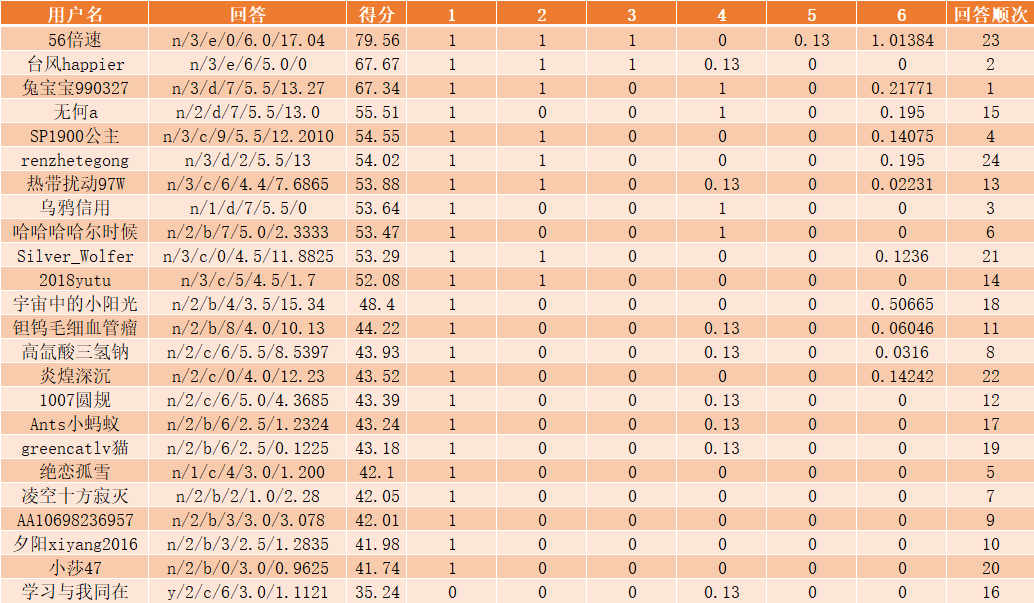 用户名 回答 得分 1 2 3 4 5 6 回答顺次
56倍速 n/3/e/0/6.0/17.04 79.56 1 1 1 0 0.13 1.01384 23
台风happier n/3/e/6/5.0/0 67.67 1 1 1 0.13 0 0 2
兔宝宝990327 n/3/d/7/5.5/13.27 67.34 1 1 0 1 0 0.21771 1
无何a n/2/d/7/5.5/13.0 55.51 1 0 0 1 0 0.195 15
SP1900公主 n/3/c/9/5.5/12.2010 54.55 1 1 0 0 0 0.14075 4
renzhetegong n/3/d/2/5.5/13 54.02 1 1 0 0 0 0.195 24
热带扰动97W n/3/c/6/4.4/7.6865 53.88 1 1 0 0.13 0 0.02231 13
乌鸦信用 n/1/d/7/5.5/0 53.64 1 0 0 1 0 0 3
哈哈哈哈尔时候 n/2/b/7/5.0/2.3333 53.47 1 0 0 1 0 0 6
Silver_Wolfer n/3/c/0/4.5/11.8825 53.29 1 1 0 0 0 0.1236 21
2018yutu n/3/c/5/4.5/1.7 52.08 1 1 0 0 0 0 14
宇宙中的小阳光 n/2/b/4/3.5/15.34 48.4 1 0 0 0 0 0.50665 18
钽钨毛细血管瘤 n/2/b/8/4.0/10.13 44.22 1 0 0 0.13 0 0.06046 11
高氙酸三氢钠 n/2/c/6/5.5/8.5397 43.93 1 0 0 0.13 0 0.0316 8
炎煌深沉 n/2/c/0/4.0/12.23 43.52 1 0 0 0 0 0.14242 22
1007圆规 n/2/c/6/5.0/4.3685 43.39 1 0 0 0.13 0 0 12
Ants小蚂蚁 n/2/b/6/2.5/1.2324 43.24 1 0 0 0.13 0 0 17
greencatlv猫 n/2/b/6/2.5/0.1225 43.18 1 0 0 0.13 0 0 19
绝恋孤雪 n/1/c/4/3.0/1.200 42.1 1 0 0 0 0 0 5
凌空十方寂灭 n/2/b/2/1.0/2.28 42.05 1 0 0 0 0 0 7
AA10698236957 n/2/b/3/3.0/3.078 42.01 1 0 0 0 0 0 9
夕阳xiyang2016 n/2/b/3/2.5/1.2835 41.98 1 0 0 0 0 0 10
小莎47 n/2/b/0/3.0/0.9625 41.74 1 0 0 0 0 0 20
学习与我同在 y/2/c/6/3.0/1.1121 35.24 0 0 0 0.13 0 0 16